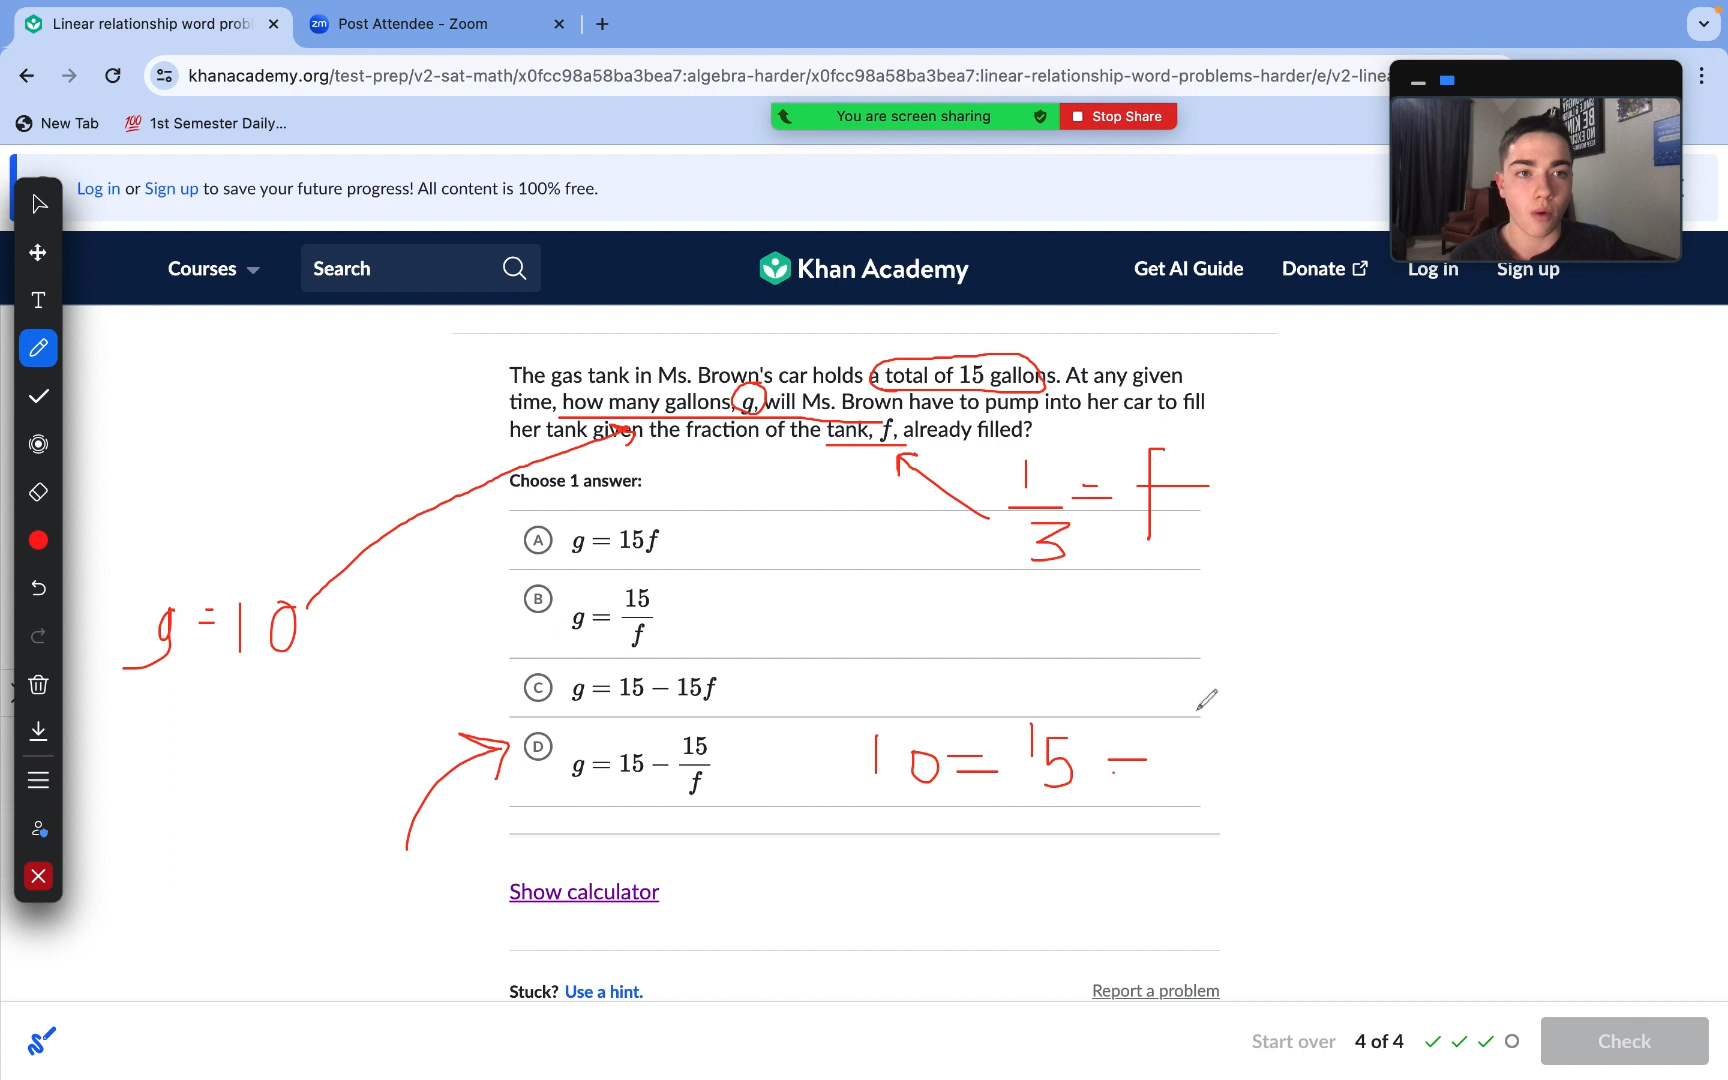 Linear relationship word prob
zm Post Attendee - Zoom
khanacademy.org/test-prep/v2-sat-math/x0fcc98a58ba3bea7:algebra-harder/x0fcc98a58ba3bea7:linear-relationship-word-problems-harder/e/v2-linea
New Tab
💯 1st Semester Daily...
You are screen sharing
Stop Share
Log in or Sign up to save your future progress! All content is 100% free.
Courses
Search
Khan Academy
Get AI Guide
Donate
Log in
Sign up
T
The gas tank in Ms. Brown's car holds a total of 15 gallons. At any given
time, how many gallons, g, will Ms. Brown have to pump into her car to fill
her tank given the fraction of the tank, f, already filled?
Choose 1 answer:
1/3 = f
A g = 15f
B g = 15/f
g = 10
C g = 15 − 15f
D g = 15 − 15/f
10 = 15 −
Show calculator
Stuck? Use a hint.
Report a problem
Start over
4 of 4
Check